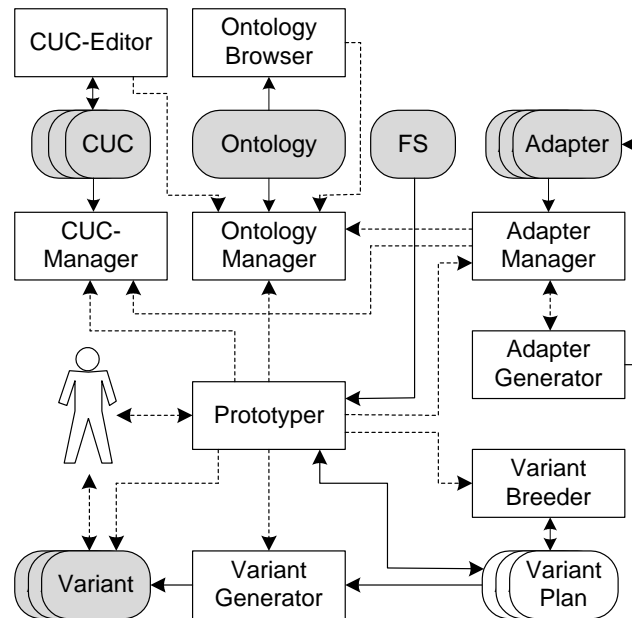 CUC-Editor
Ontology
Browser
CUC
Ontology
FS
Adapter
CUC-
Manager
Ontology
Manager
Adapter
Manager
Adapter
Generator
Prototyper
Variant
Breeder
Variant
Variant
Generator
Variant
Plan